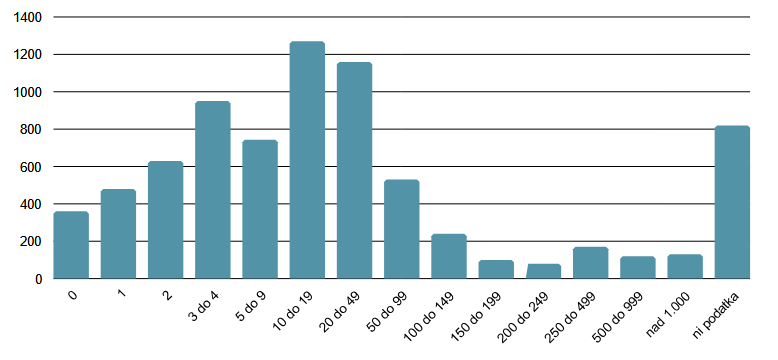 1400
1200
1000
800
600
400
200
0
0
1
2
3 do 4
5 do 9
10 do 19
20 do 49
50 do 99
100 do 149
150 do 199
200 do 249
250 do 499
500 do 999
nad 1.000
ni podatka